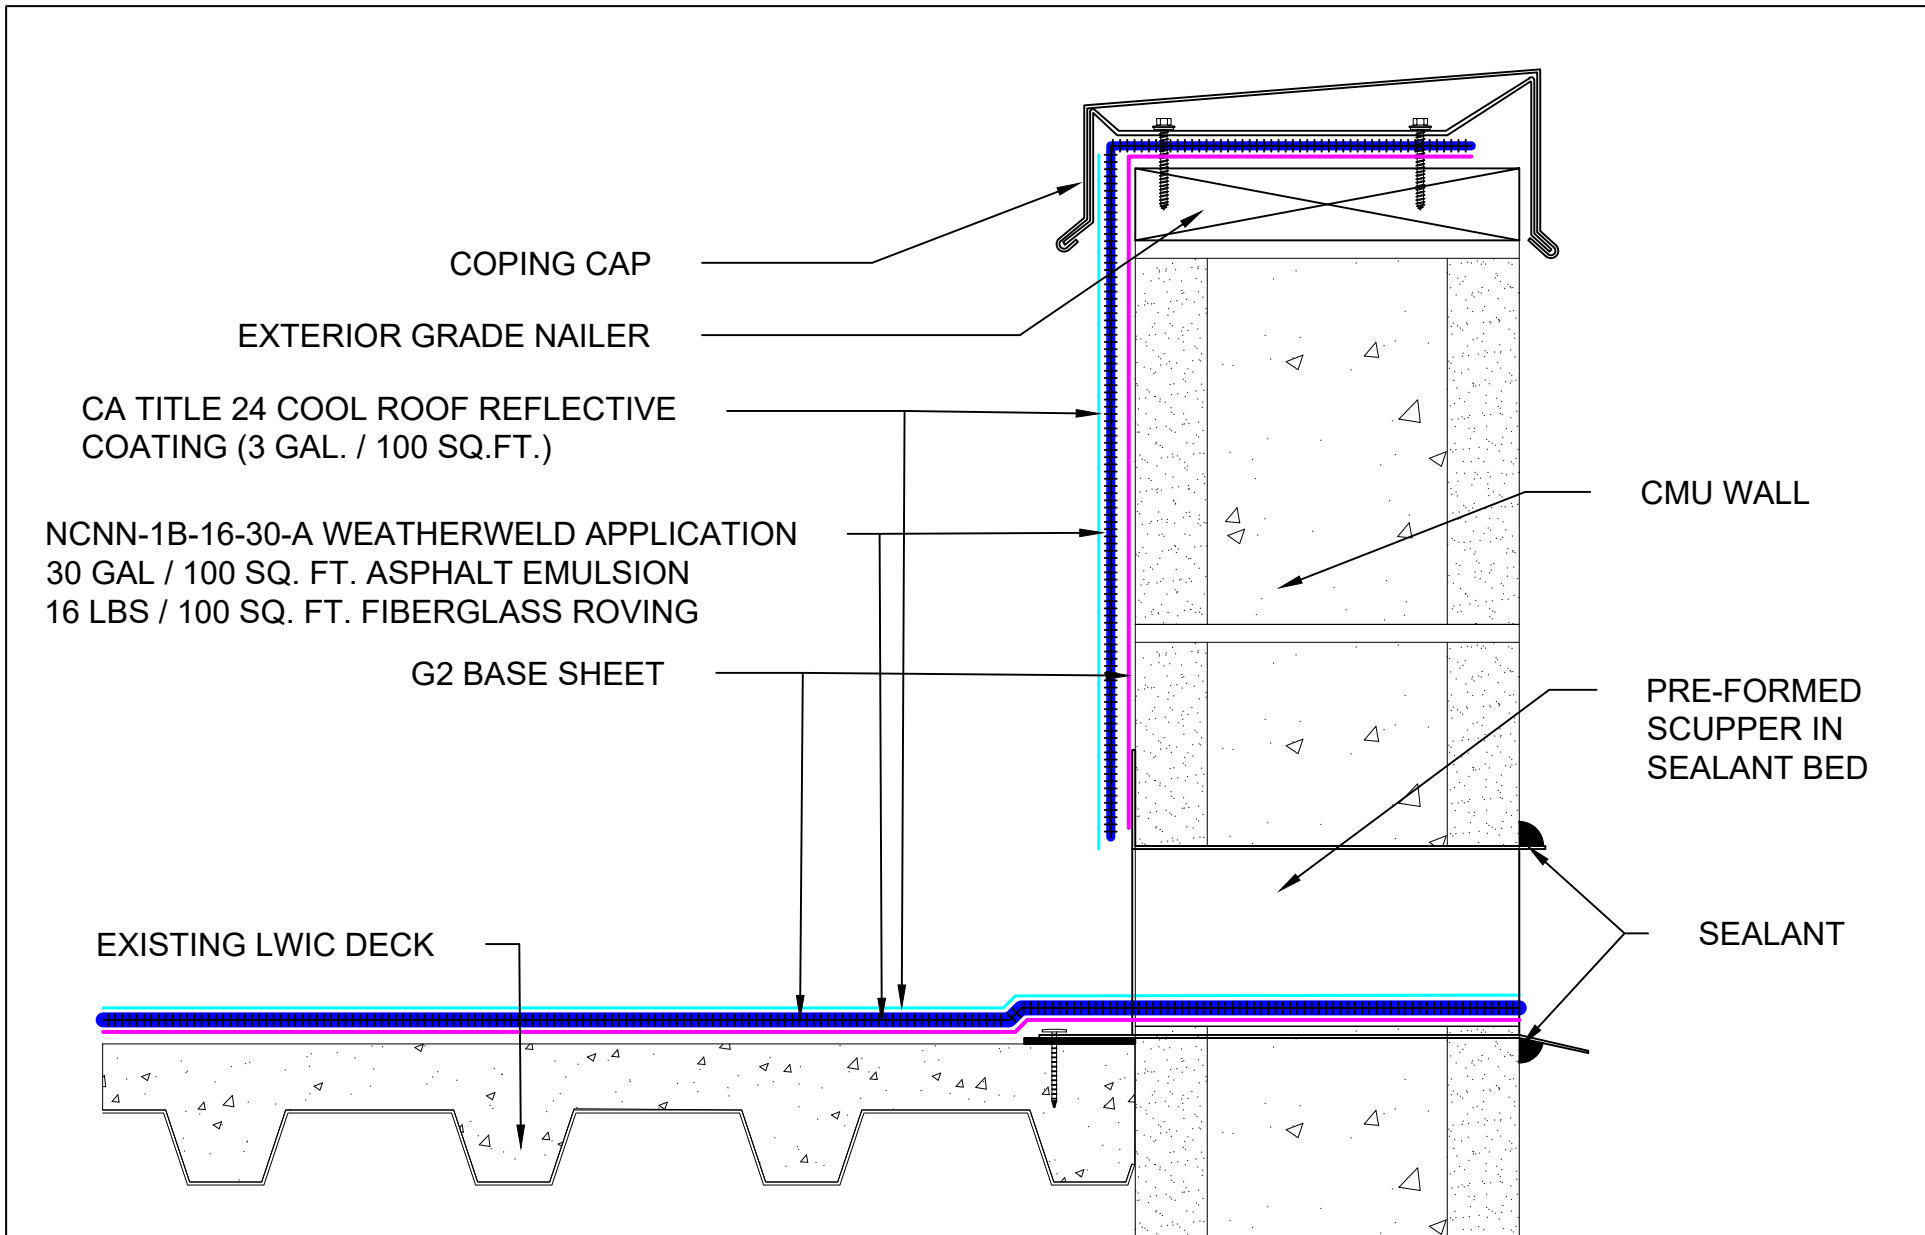 COPING CAP
EXTERIOR GRADE NAILER
CA TITLE 24 COOL ROOF REFLECTIVE
COATING (3 GAL. / 100 SQ.FT.)
NCNN-1B-16-30-A WEATHERWELD APPLICATION
30 GAL / 100 SQ. FT. ASPHALT EMULSION
16 LBS / 100 SQ. FT. FIBERGLASS ROVING
G2 BASE SHEET
EXISTING LWIC DECK
CMU WALL
PRE-FORMED
SCUPPER IN
SEALANT BED
SEALANT